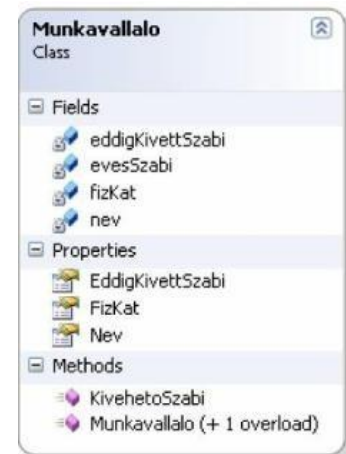 Munkavallalo
Class
Fields
eddigKivettSzabi
evesSzabi
fizKat
nev
Properties
EddigKivettSzabi
FizKat
Nev
Methods
KivehetoSzabi
Munkavallalo (+ 1 overload)